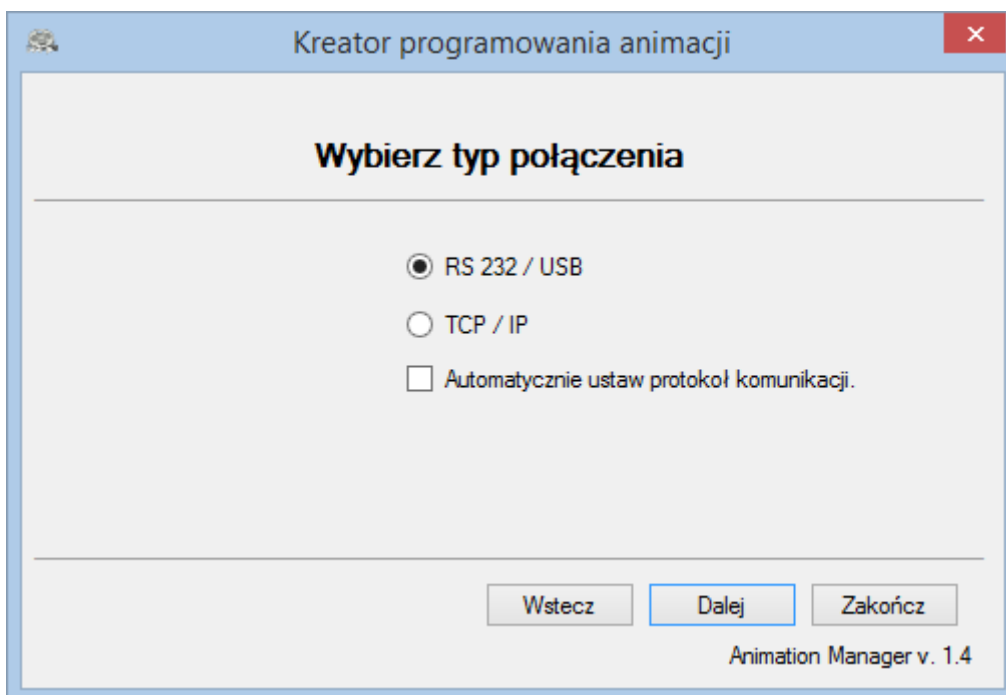 Kreator programowania animacji
Wybierz typ połączenia
RS 232 / USB
TCP / IP
Automatycznie ustaw protokoł komunikacji.
Wstecz Dalej Zakończ
Animation Manager v. 1.4